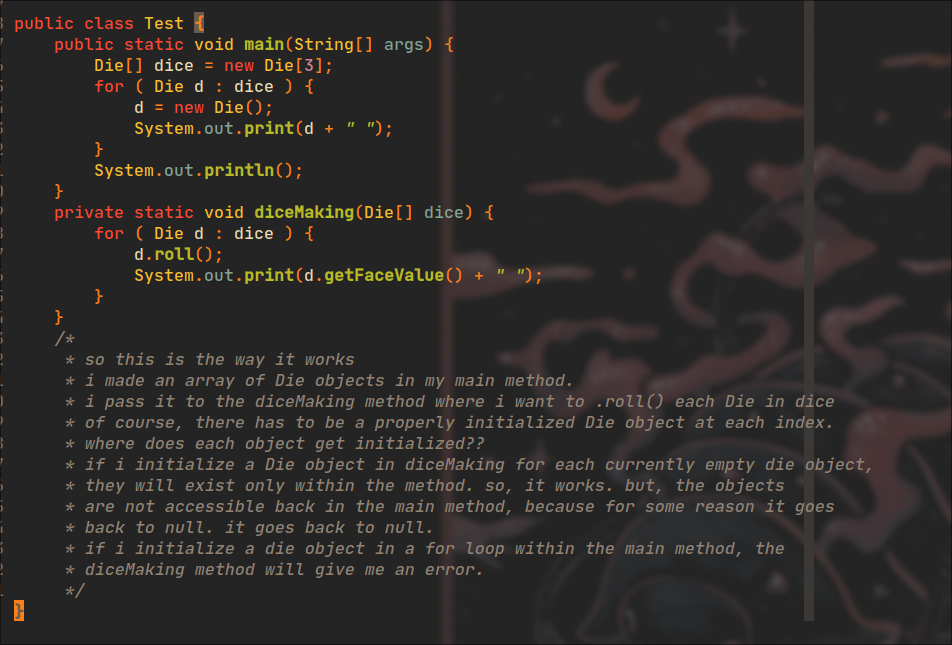 public class Test {
    public static void main(String[] args) {
        Die[] dice = new Die[3];
        for ( Die d : dice ) {
            d = new Die();
            System.out.print(d + " ");
        }
        System.out.println();
    }
    private static void diceMaking(Die[] dice) {
        for ( Die d : dice ) {
            d.roll();
            System.out.print(d.getFaceValue() + " ");
        }
    }
    /*
     * so this is the way it works
     * i made an array of Die objects in my main method.
     * i pass it to the diceMaking method where i want to .roll() each Die in dice
     * of course, there has to be a properly initialized Die object at each index.
     * where does each object get initialized??
     * if i initialize a Die object in diceMaking for each currently empty die object,
     * they will exist only within the method. so, it works. but, the objects
     * are not accessible back in the main method, because for some reason it goes
     * back to null. it goes back to null.
     * if i initialize a die object in a for loop within the main method, the
     * diceMaking method will give me an error.
     */
}